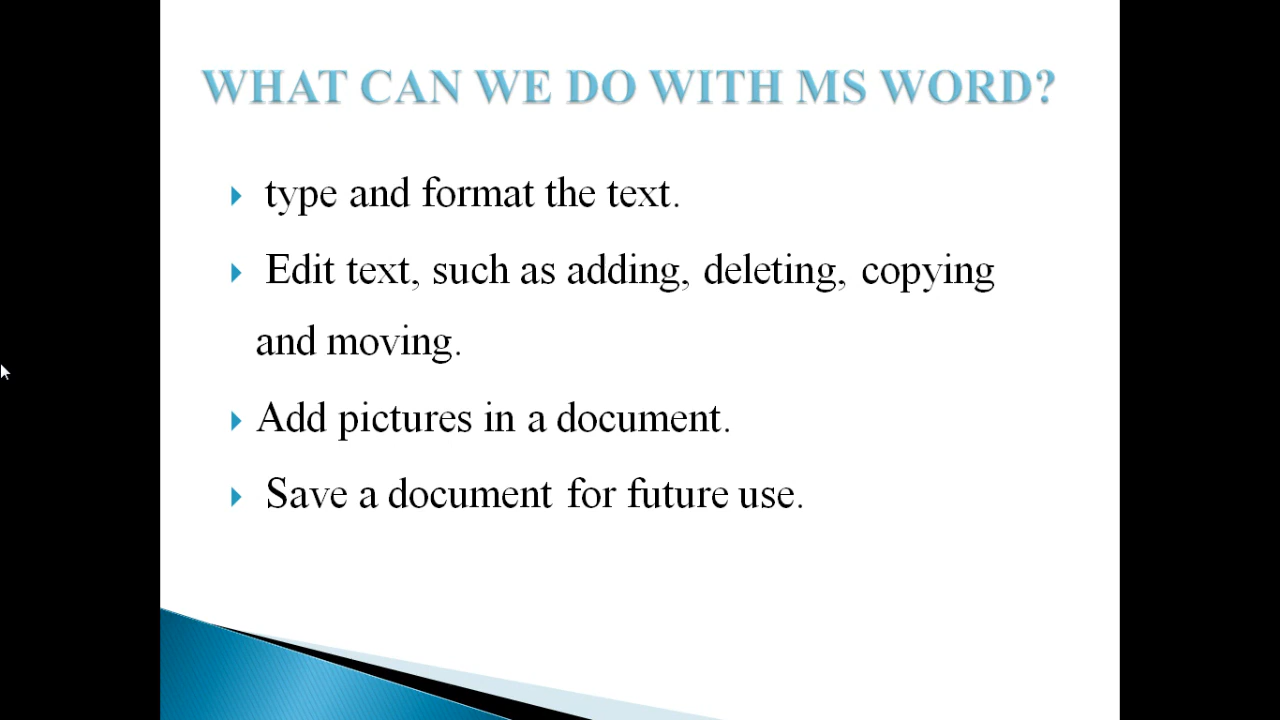 WHAT CAN WE DO WITH MS WORD?
type and format the text.
Edit text, such as adding, deleting, copying
and moving.
Add pictures in a document.
Save a document for future use.